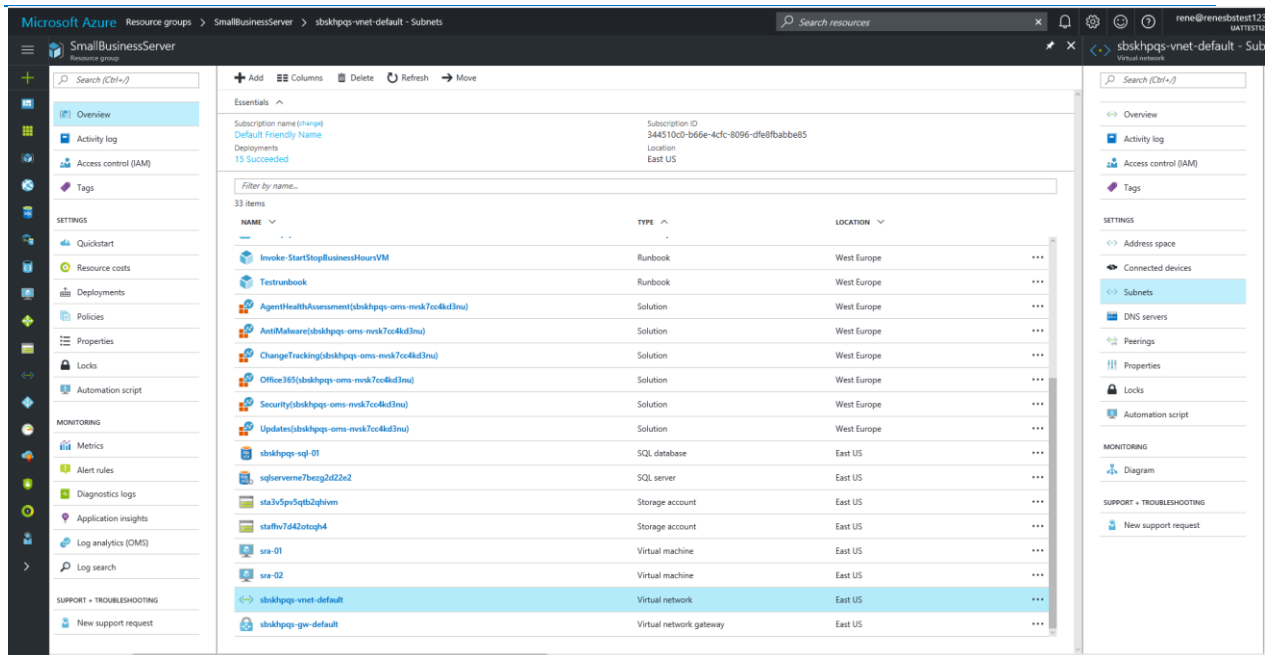 Microsoft Azure Resource groups > SmallBusinessServer > sbskhpqs-vnet-default - Subnets
Search resources
rene@renesbstest123
UATTEST12
SmallBusinessServer
Resource group
Search (Ctrl+/)
Overview
Activity log
Access control (IAM)
Tags
SETTINGS
Quickstart
Resource costs
Deployments
Policies
Properties
Locks
Automation script
MONITORING
Metrics
Alert rules
Diagnostics logs
Application insights
Log analytics (OMS)
Log search
SUPPORT + TROUBLESHOOTING
New support request
Add Columns Delete Refresh Move
Essentials
Subscription name (change)
Default Friendly Name
Deployments
15 Succeeded
Subscription ID
344510c0-b66e-4cfc-8096-dfe8fbabbe85
Location
East US
Filter by name...
33 items
NAME TYPE LOCATION
Invoke-StartStopBusinessHoursVM Runbook West Europe ...
Testrunbook Runbook West Europe ...
AgentHealthAssessment(sbskhpqs-oms-nvsk7cc4kd3nu) Solution West Europe ...
AntiMalware(sbskhpqs-oms-nvsk7cc4kd3nu) Solution West Europe ...
ChangeTracking(sbskhpqs-oms-nvsk7cc4kd3nu) Solution West Europe ...
Office365(sbskhpqs-oms-nvsk7cc4kd3nu) Solution West Europe ...
Security(sbskhpqs-oms-nvsk7cc4kd3nu) Solution West Europe ...
Updates(sbskhpqs-oms-nvsk7cc4kd3nu) Solution West Europe ...
sbskhpqs-sql-01 SQL database East US ...
sqlserverne7bezg2d22e2 SQL server East US ...
sta3v5pv5qtb2qhivm Storage account East US ...
stafhv7d42otcqh4 Storage account East US ...
sra-01 Virtual machine East US ...
sra-02 Virtual machine East US ...
sbskhpqs-vnet-default Virtual network East US ...
sbskhpqs-gw-default Virtual network gateway East US ...
sbskhpqs-vnet-default - Sub
Virtual network
Search (Ctrl+/)
Overview
Activity log
Access control (IAM)
Tags
SETTINGS
Address space
Connected devices
Subnets
DNS servers
Peerings
Properties
Locks
Automation script
MONITORING
Diagram
SUPPORT + TROUBLESHOOTING
New support request